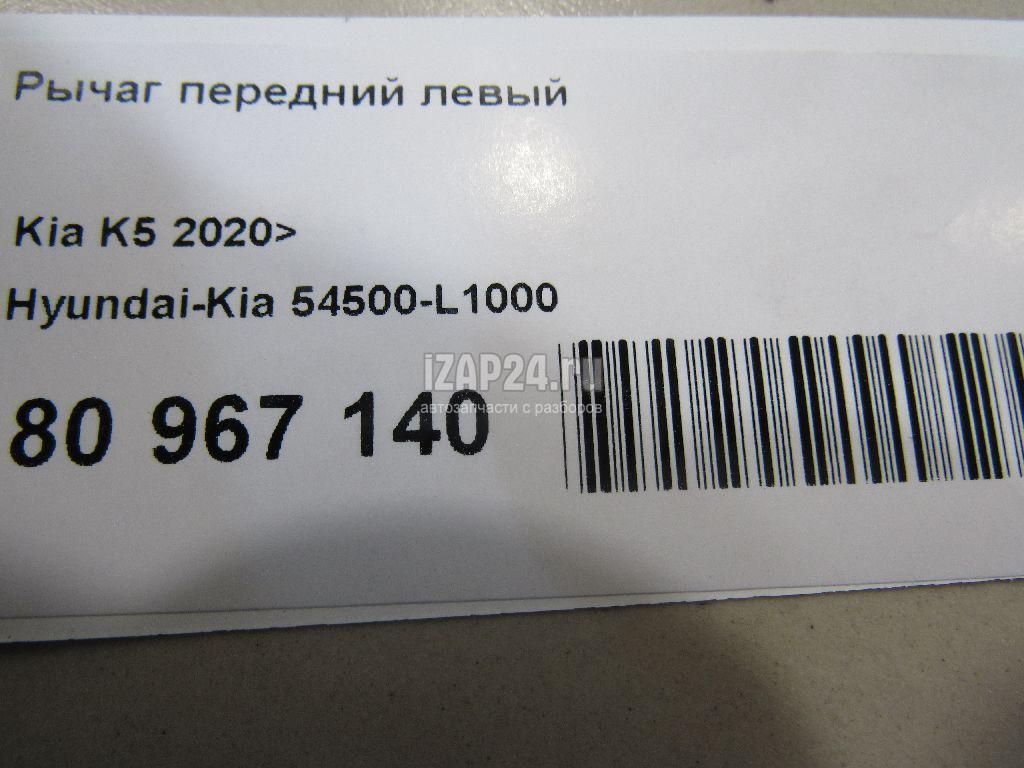 Рычаг передний левый
Kia K5 2020>
Hyundai-Kia 54500-L1000
iZAP24.ru
80 967 140
автозапчасти с разборов